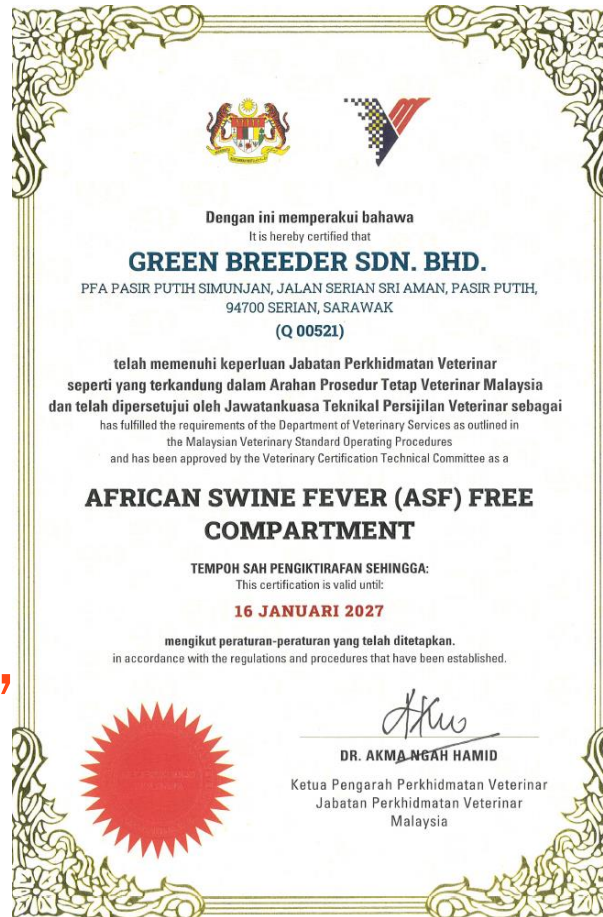 Dengan ini memperakui bahawa
It is hereby certified that
GREEN BREEDER SDN. BHD.
PFA PASIR PUTIH SIMUNJAN, JALAN SERIAN SRI AMAN, PASIR PUTIH,
94700 SERIAN, SARAWAK
(Q 00521)
telah memenuhi keperluan Jabatan Perkhidmatan Veterinar
seperti yang terkandung dalam Arahan Prosedur Tetap Veterinar Malaysia
dan telah dipersetujui oleh Jawatankuasa Teknikal Persijilan Veterinar sebagai
has fulfilled the requirements of the Department of Veterinary Services as outlined in
the Malaysian Veterinary Standard Operating Procedures
and has been approved by the Veterinary Certification Technical Committee as a
AFRICAN SWINE FEVER (ASF) FREE
COMPARTMENT
TEMPOH SAH PENGIKTIRAFAN SEHINGGA:
This certification is valid until:
16 JANUARI 2027
mengikut peraturan-peraturan yang telah ditetapkan.
in accordance with the regulations and procedures that have been established.
,
DR. AKMA NGAH HAMID
Ketua Pengarah Perkhidmatan Veterinar
Jabatan Perkhidmatan Veterinar
Malaysia